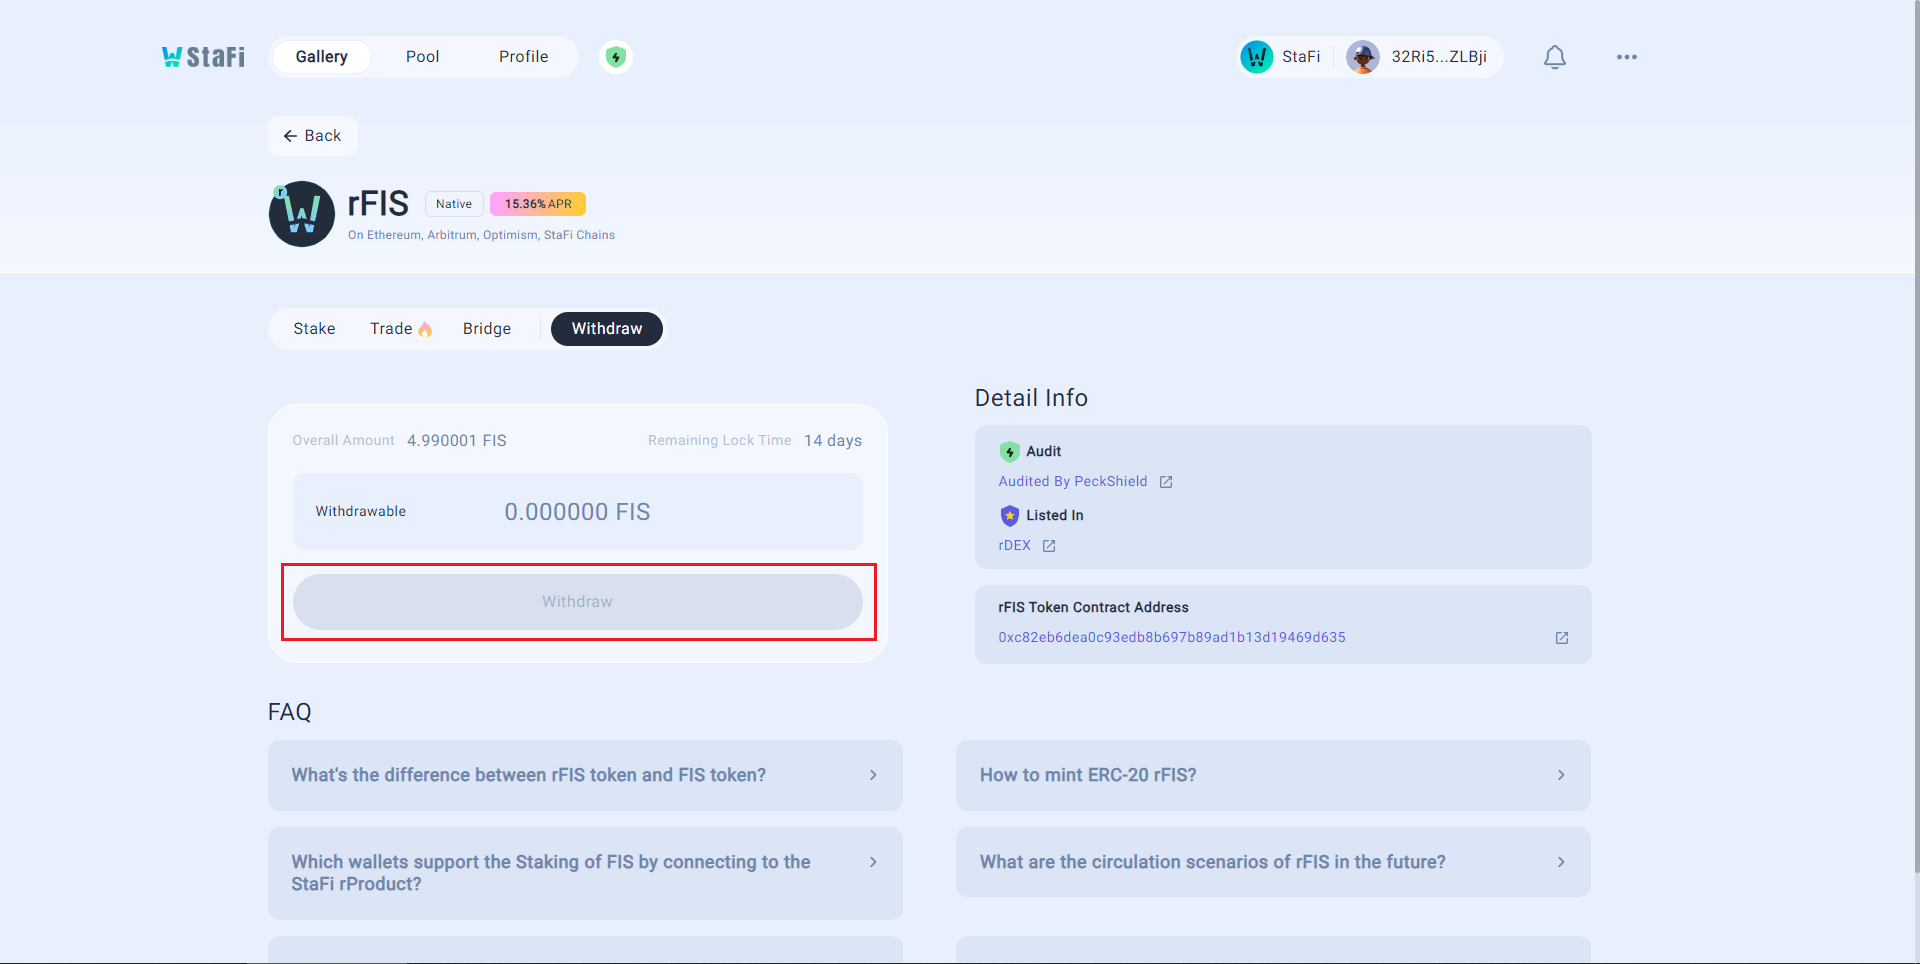 StaFi
Gallery
Pool
Profile
StaFi
32Ri5...ZLBji
Back
r
rFIS
Native
15.36% APR
On Ethereum, Arbitrum, Optimism, StaFi Chains
Stake
Trade
Bridge
Withdraw
Overall Amount 4.990001 FIS
Remaining Lock Time 14 days
Withdrawable
0.000000 FIS
Withdraw
Detail Info
Audit
Audited By PeckShield
Listed In
rDEX
rFIS Token Contract Address
0xc82eb6dea0c93edb8b697b89ad1b13d19469d635
FAQ
What's the difference between rFIS token and FIS token?
How to mint ERC-20 rFIS?
Which wallets support the Staking of FIS by connecting to the
StaFi rProduct?
What are the circulation scenarios of rFIS in the future?